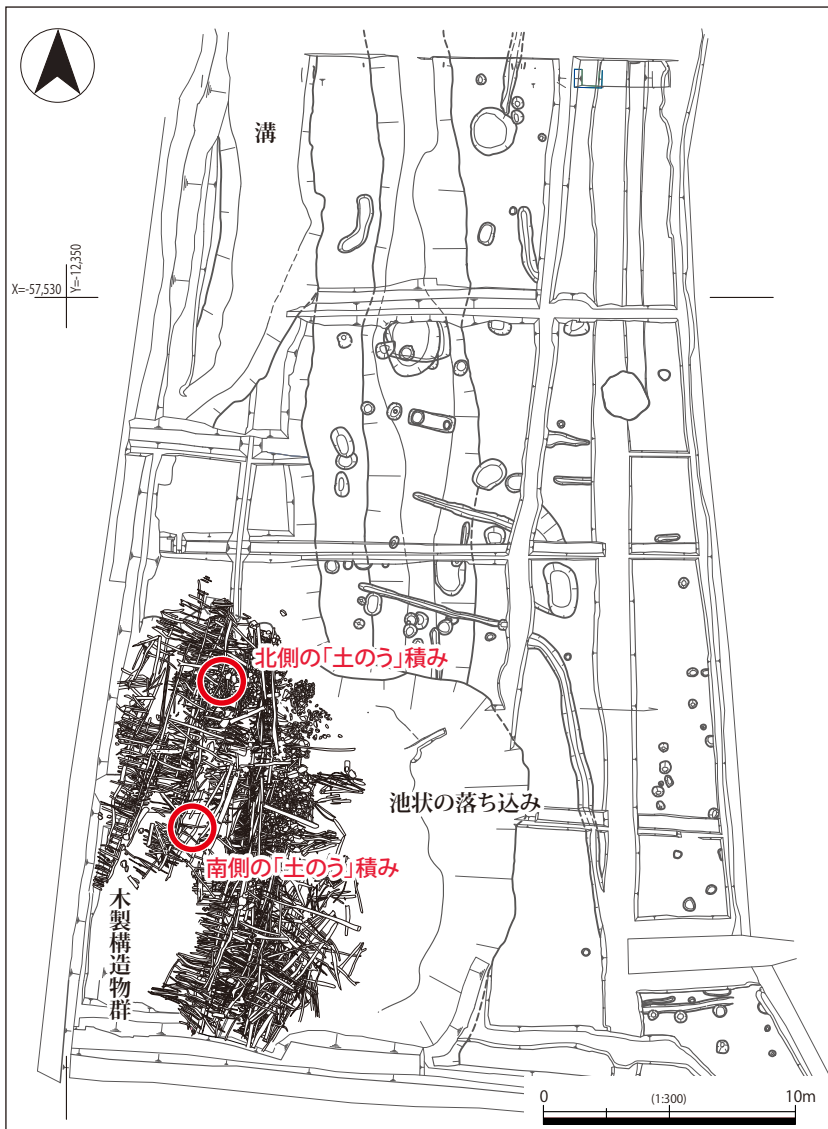 溝
X=-57,530
Y=-12,350
北側の「土のう」積み
池状の落ち込み
南側の「土のう」積み
木製構造物群
0
(1:300)
10m